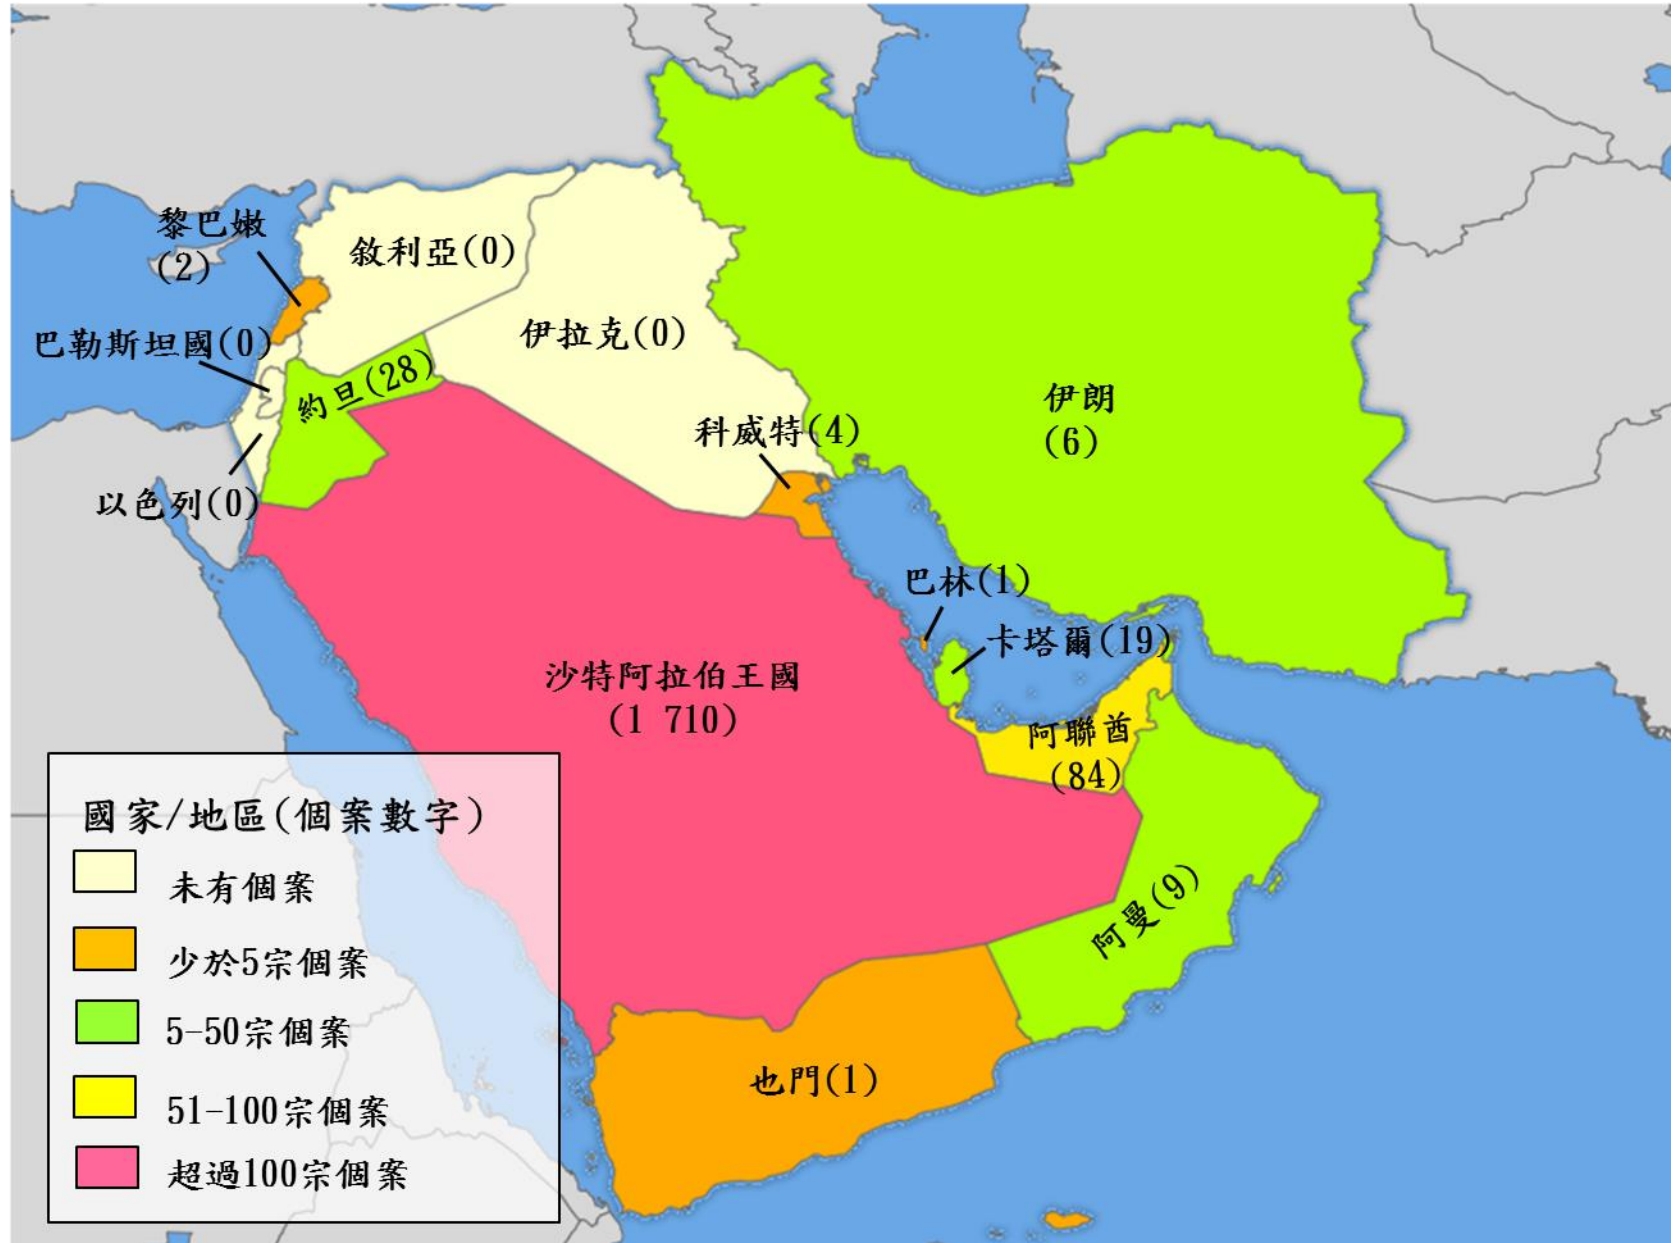 黎巴嫩
(2)
敘利亞(0)
伊拉克(0)
巴勒斯坦國(0)
約旦(28)
伊朗
(6)
科威特(4)
以色列(0)
巴林(1)
卡塔爾(19)
沙特阿拉伯王國
(1 710)
阿聯酋
(84)
阿曼(9)
也門(1)
國家/地區(個案數字)
未有個案
少於5宗個案
5-50宗個案
51-100宗個案
超過100宗個案